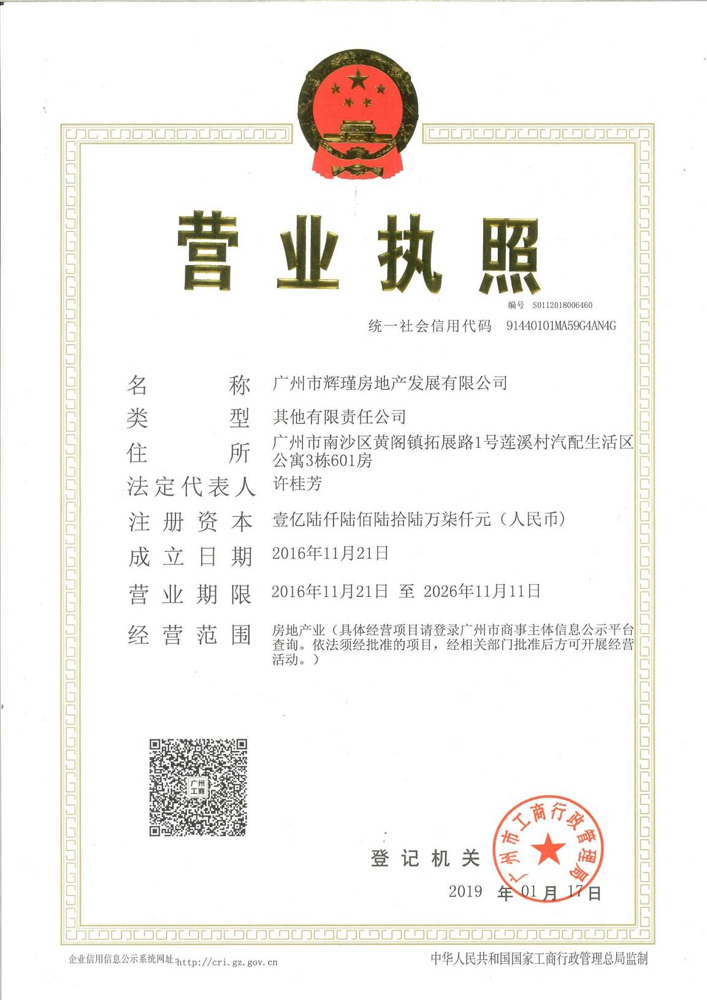 营业执照
编号 S0112018006460
统一社会信用代码 91440101MA59G4AN4G
名称 广州市辉瑾房地产发展有限公司
类型 其他有限责任公司
住所 广州市南沙区黄阁镇拓展路1号莲溪村汽配生活区
公寓3栋601房
法定代表人 许桂芳
注册资本 壹亿陆仟陆佰陆拾陆万柒仟元（人民币）
成立日期 2016年11月21日
营业期限 2016年11月21日 至 2026年11月11日
经营范围 房地产业（具体经营项目请登录广州市商事主体信息公示平台
查询。依法须经批准的项目，经相关部门批准后方可开展经营
活动。）
广州
工商
广州市工商行政管理局
登记机关
2019 年 01 月 17 日
企业信用信息公示系统网址:http://cri.gz.gov.cn
中华人民共和国国家工商行政管理总局监制